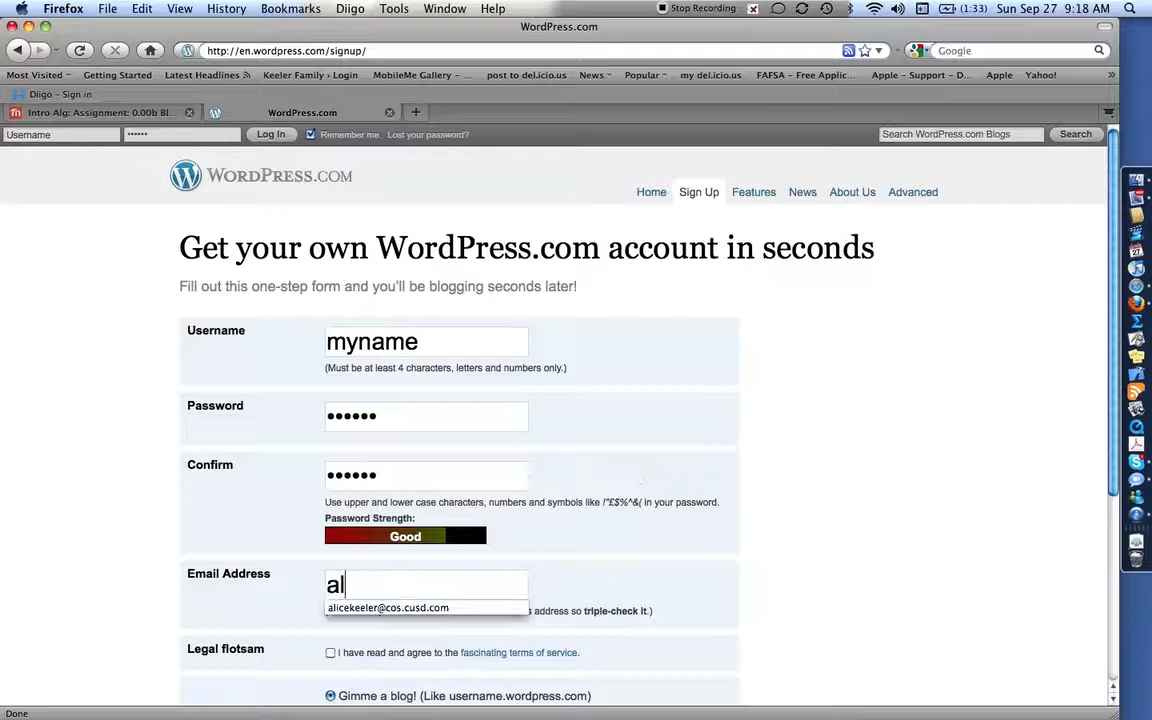 Firefox File Edit View History Bookmarks Diigo Tools Window Help Stop Recording (1:33) Sun Sep 27 9:18 AM
WordPress.com
http://en.wordpress.com/signup/ Google
Most Visited Getting Started Latest Headlines Keeler Family › Login MobileMe Gallery – ... post to del.icio.us News Popular my del.icio.us FAFSA – Free Applic... Apple – Support – D... Apple Yahoo! »
Diigo – Sign in
Intro Alg: Assignment: 0.00b Bl... WordPress.com +
Username •••••• Log In Remember me Lost your password? Search WordPress.com Blogs Search
WORDPRESS.COM
Home Sign Up Features News About Us Advanced
Get your own WordPress.com account in seconds
Fill out this one-step form and you'll be blogging seconds later!
Username myname
(Must be at least 4 characters, letters and numbers only.)
Password ••••••
Confirm ••••••
Use upper and lower case characters, numbers and symbols like !"£$%^&( in your password.
Password Strength:
Good
Email Address al
alicekeeler@cos.cusd.com address so triple-check it.)
Legal flotsam I have read and agree to the fascinating terms of service.
Gimme a blog! (Like username.wordpress.com)
Done